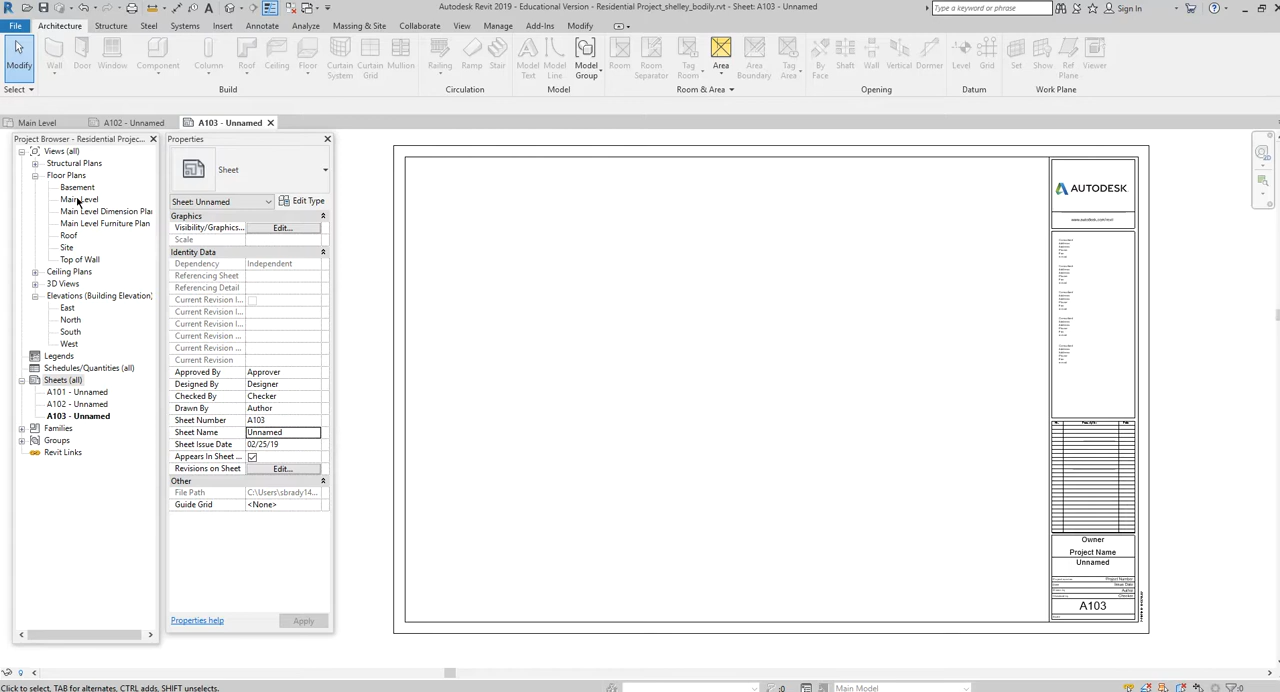 Autodesk Revit 2019 - Educational Version - Residential Project_shelley_bodily.rvt - Sheet: A103 - Unnamed
Type a keyword or phrase
Sign In
File Architecture Structure Steel Systems Insert Annotate Analyze Massing & Site Collaborate View Manage Add-Ins Modify
Modify Wall Door Window Component Column Roof Ceiling Floor Curtain System Curtain Grid Mullion Railing Ramp Stair Model Text Model Line Model Group Room Room Separator Tag Room Area Area Boundary Tag Area By Face Shaft Wall Vertical Dormer Level Grid Set Show Ref Plane Viewer
Select Build Circulation Model Room & Area Opening Datum Work Plane
Main Level A102 - Unnamed A103 - Unnamed
Project Browser - Residential Projec...
Views (all)
Structural Plans
Floor Plans
Basement
Main Level
Main Level Dimension Plan
Main Level Furniture Plan
Roof
Site
Top of Wall
Ceiling Plans
3D Views
Elevations (Building Elevation)
East
North
South
West
Legends
Schedules/Quantities (all)
Sheets (all)
A101 - Unnamed
A102 - Unnamed
A103 - Unnamed
Families
Groups
Revit Links
Properties
Sheet
Sheet: Unnamed Edit Type
Graphics
Visibility/Graphics... Edit...
Scale
Identity Data
Dependency Independent
Referencing Sheet
Referencing Detail
Current Revision I...
Current Revision ...
Current Revision I...
Current Revision ...
Current Revision ...
Current Revision
Approved By Approver
Designed By Designer
Checked By Checker
Drawn By Author
Sheet Number A103
Sheet Name Unnamed
Sheet Issue Date 02/25/19
Appears In Sheet ...
Revisions on Sheet Edit...
Other
File Path C:\Users\sbrady14...
Guide Grid <None>
Properties help Apply
AUTODESK
www.autodesk.com/revit
Owner
Project Name
Unnamed
A103
Click to select, TAB for alternates, CTRL adds, SHIFT unselects.
:0 Main Model :0